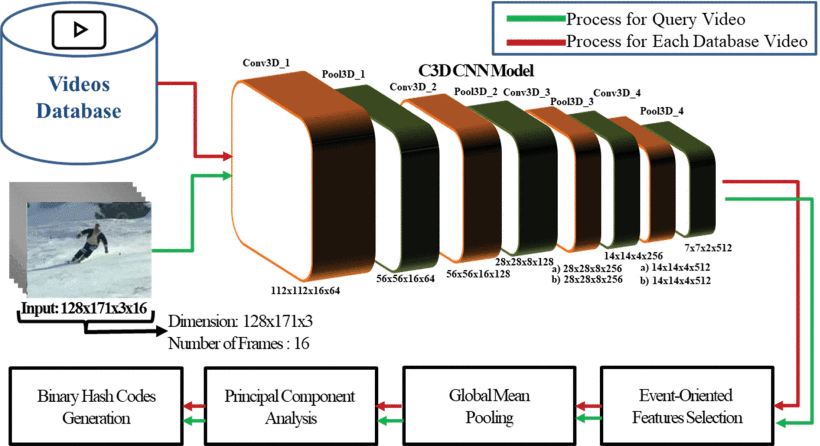 Process for Query Video
Process for Each Database Video
Videos
Database
C3D CNN Model
Conv3D_1
Pool3D_1
Conv3D_2
Pool3D_2
Conv3D_3
Pool3D_3
Conv3D_4
Pool3D_4
112x112x16x64
56x56x16x64
56x56x16x128
28x28x8x128
a) 28x28x8x256
b) 28x28x8x256
14x14x4x256
a) 14x14x4x512
b) 14x14x4x512
7x7x2x512
Input: 128x171x3x16
Dimension: 128x171x3
Number of Frames : 16
Binary Hash Codes
Generation
Principal Component
Analysis
Global Mean
Pooling
Event-Oriented
Features Selection